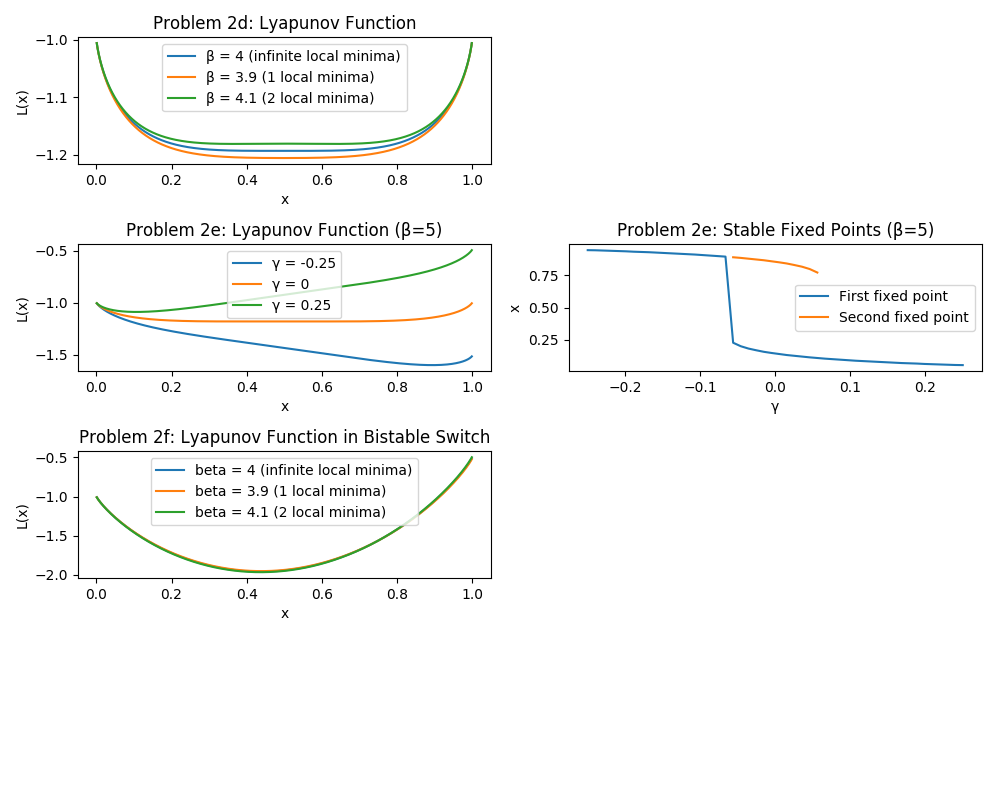 Problem 2d: Lyapunov Function
−1.0
−1.1
−1.2
L(x)
β = 4 (infinite local minima)
β = 3.9 (1 local minima)
β = 4.1 (2 local minima)
0.0 0.2 0.4 0.6 0.8 1.0
x
Problem 2e: Lyapunov Function (β=5)
−0.5
−1.0
−1.5
L(x)
γ = -0.25
γ = 0
γ = 0.25
0.0 0.2 0.4 0.6 0.8 1.0
x
Problem 2e: Stable Fixed Points (β=5)
0.75
0.50
0.25
x
First fixed point
Second fixed point
−0.2 −0.1 0.0 0.1 0.2
γ
Problem 2f: Lyapunov Function in Bistable Switch
−0.5
−1.0
−1.5
−2.0
L(x)
beta = 4 (infinite local minima)
beta = 3.9 (1 local minima)
beta = 4.1 (2 local minima)
0.0 0.2 0.4 0.6 0.8 1.0
x